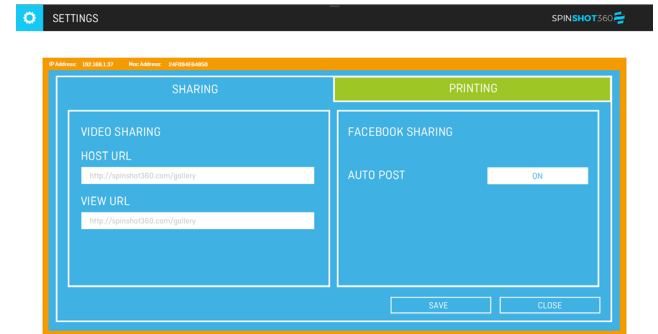 SETTINGS
SPINSHOT360
IP Address: 192.168.1.37 Mac Address: 24F094EB4850
SHARING
PRINTING
VIDEO SHARING
HOST URL
http://spinshot360.com/gallery
VIEW URL
http://spinshot360.com/gallery
FACEBOOK SHARING
AUTO POST
ON
SAVE
CLOSE